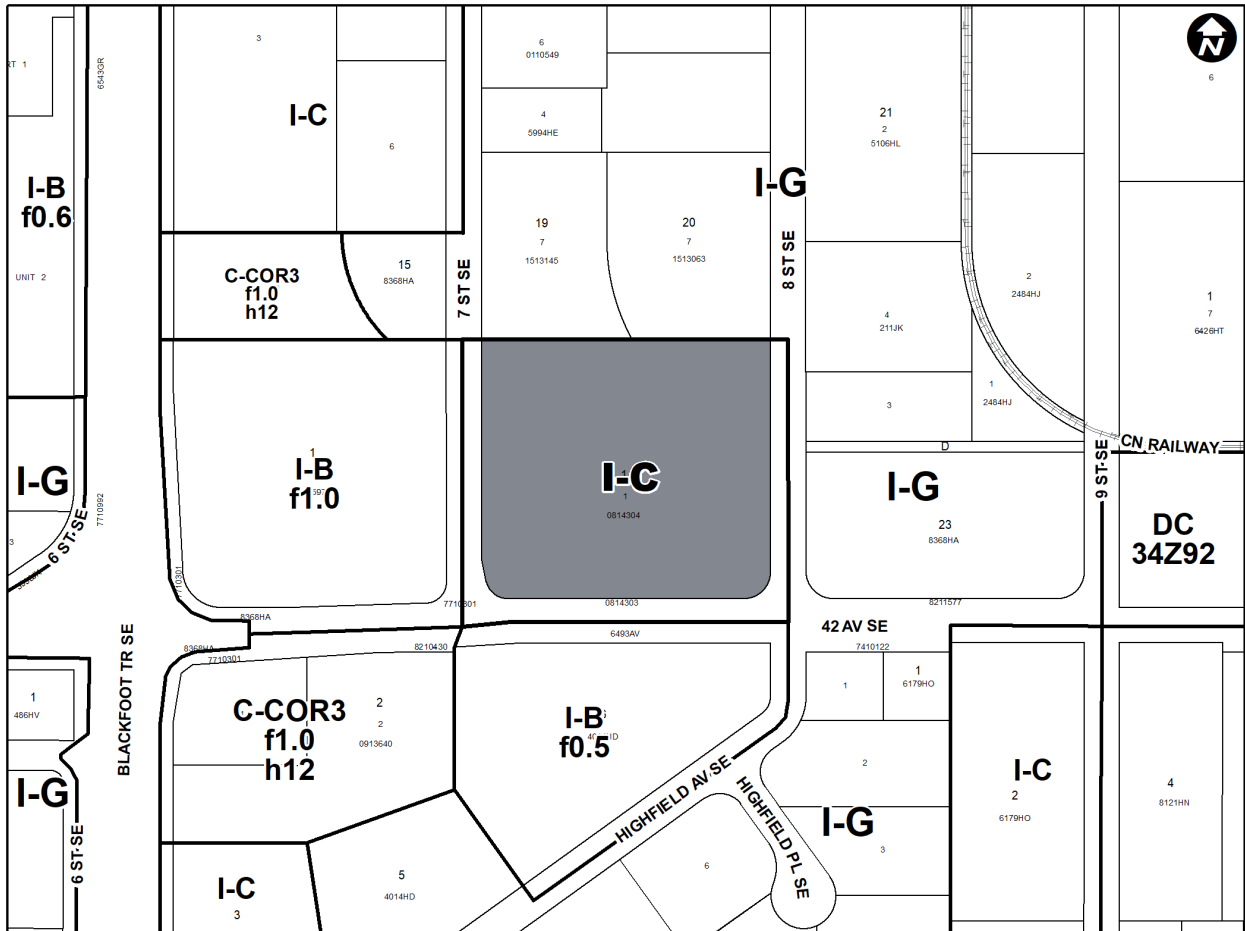 N
3
6
0110549
RT 1
6543GR
6
I-C
4
5994HE
21
2
5106HL
6
I-G
I-B
f0.6
19
7
1513145
20
7
1513063
UNIT 2
C-COR3
f1.0
h12
15
8368HA
7 ST SE
8 ST SE
2
2484HJ
1
7
6426HT
4
211JK
1
2484HJ
3
D
CN RAILWAY
1
I-B
f1.0
I-C
1
0814304
I-G
I-G
9 ST SE
7710992
3
6 ST SE
23
8368HA
DC
34Z92
7710301
8368HA
7710301
0814303
8211577
6493AV
42 AV SE
7410122
8368HA
7710301
8210430
BLACKFOOT TR SE
1
486HV
C-COR3
f1.0
h12
2
2
0913640
I-B
f0.5
1
1
6179HO
2
I-C
2
6179HO
4
8121HN
I-G
HIGHFIELD AV SE
HIGHFIELD PL SE
I-G
3
6 ST SE
I-C
3
5
4014HD
6